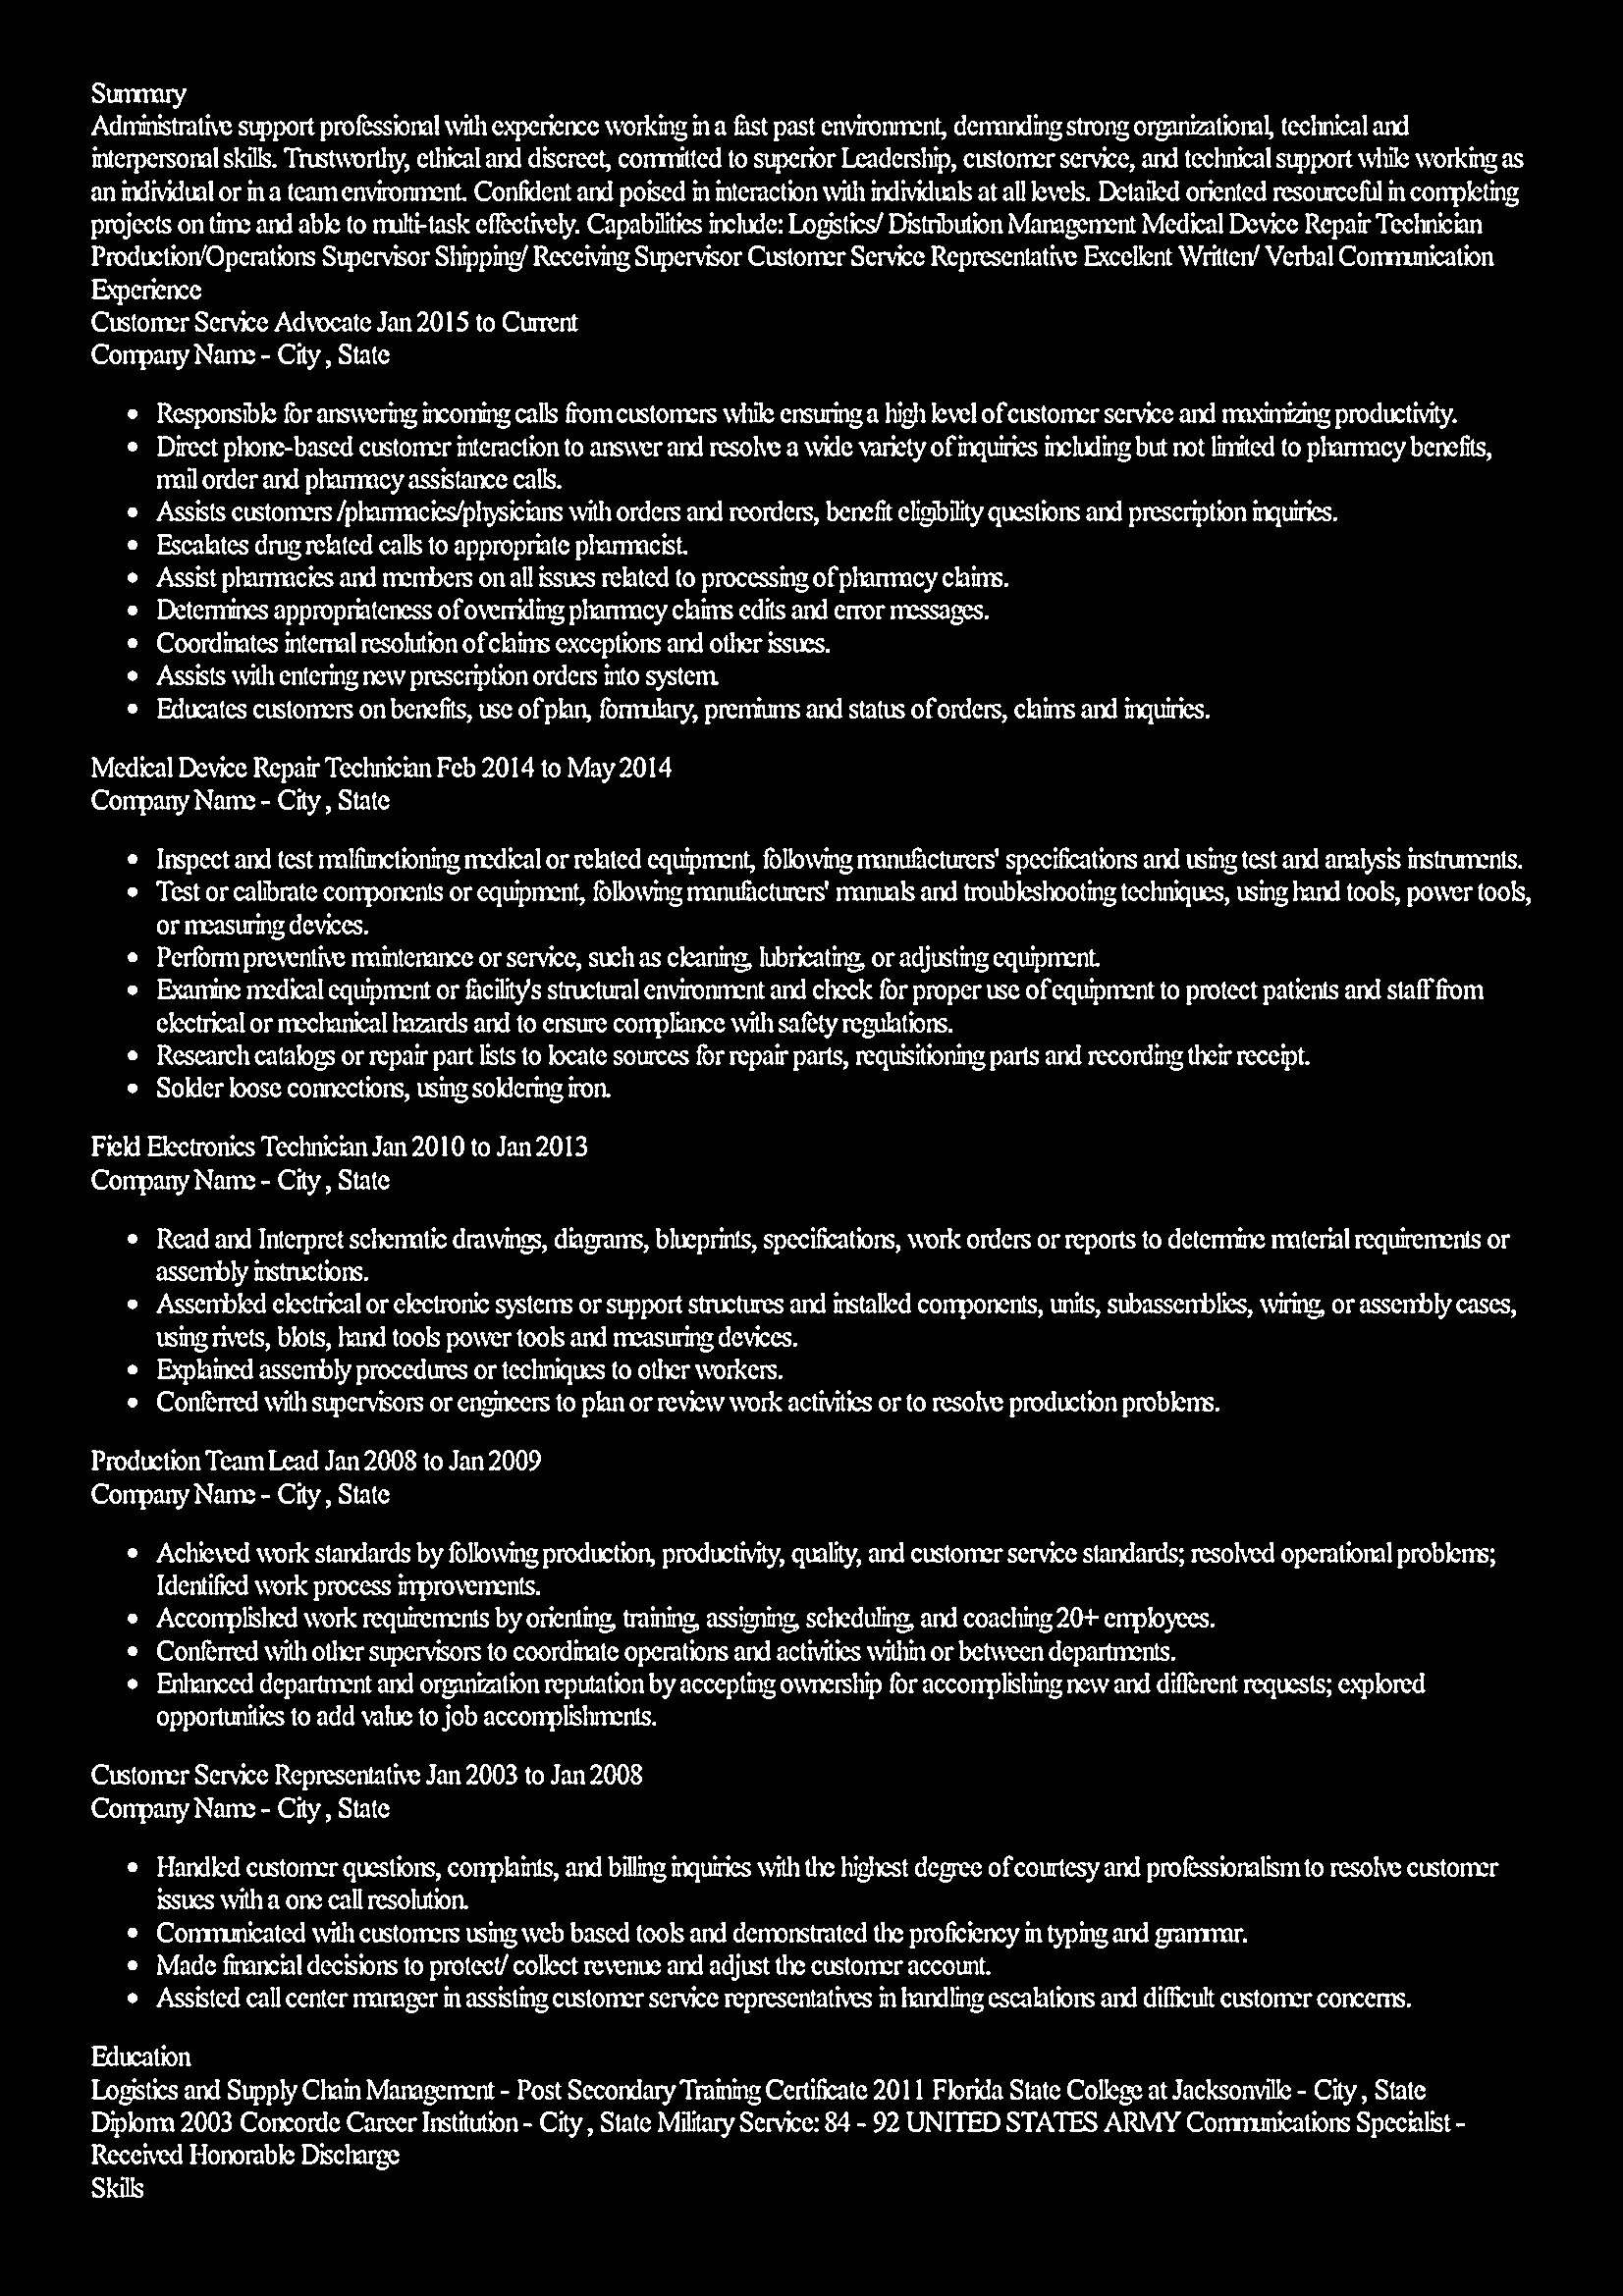 Summary
Administrative support professional with experience working in a fast past environment, demanding strong organizational, technical and
interpersonal skills. Trustworthy, ethical and discreet, committed to superior Leadership, customer service, and technical support while working as
an individual or in a team environment. Confident and poised in interaction with individuals at all levels. Detailed oriented resourceful in completing
projects on time and able to multi-task effectively. Capabilities include: Logistics/ Distribution Management Medical Device Repair Technician
Production/Operations Supervisor Shipping/ Receiving Supervisor Customer Service Representative Excellent Written/ Verbal Communication
Experience
Customer Service Advocate Jan 2015 to Current
Company Name - City , State
• Responsible for answering incoming calls from customers while ensuring a high level of customer service and maximizing productivity.
• Direct phone-based customer interaction to answer and resolve a wide variety of inquiries including but not limited to pharmacy benefits,
mail order and pharmacy assistance calls.
• Assists customers /pharmacies/physicians with orders and reorders, benefit eligibility questions and prescription inquiries.
• Escalates drug related calls to appropriate pharmacist.
• Assist pharmacies and members on all issues related to processing of pharmacy claims.
• Determines appropriateness of overriding pharmacy claims edits and error messages.
• Coordinates internal resolution of claims exceptions and other issues.
• Assists with entering new prescription orders into system.
• Educates customers on benefits, use of plan, formulary, premiums and status of orders, claims and inquiries.
Medical Device Repair Technician Feb 2014 to May 2014
Company Name - City , State
• Inspect and test malfunctioning medical or related equipment, following manufacturers' specifications and using test and analysis instruments.
• Test or calibrate components or equipment, following manufacturers' manuals and troubleshooting techniques, using hand tools, power tools,
or measuring devices.
• Perform preventive maintenance or service, such as cleaning, lubricating, or adjusting equipment.
• Examine medical equipment or facility's structural environment and check for proper use of equipment to protect patients and staff from
electrical or mechanical hazards and to ensure compliance with safety regulations.
• Research catalogs or repair part lists to locate sources for repair parts, requisitioning parts and recording their receipt.
• Solder loose connections, using soldering iron.
Field Electronics Technician Jan 2010 to Jan 2013
Company Name - City , State
• Read and Interpret schematic drawings, diagrams, blueprints, specifications, work orders or reports to determine material requirements or
assembly instructions.
• Assembled electrical or electronic systems or support structures and installed components, units, subassemblies, wiring, or assembly cases,
using rivets, blots, hand tools power tools and measuring devices.
• Explained assembly procedures or techniques to other workers.
• Conferred with supervisors or engineers to plan or review work activities or to resolve production problems.
Production Team Lead Jan 2008 to Jan 2009
Company Name - City , State
• Achieved work standards by following production, productivity, quality, and customer service standards; resolved operational problems;
Identified work process improvements.
• Accomplished work requirements by orienting, training, assigning, scheduling, and coaching 20+ employees.
• Conferred with other supervisors to coordinate operations and activities within or between departments.
• Enhanced department and organization reputation by accepting ownership for accomplishing new and different requests; explored
opportunities to add value to job accomplishments.
Customer Service Representative Jan 2003 to Jan 2008
Company Name - City , State
• Handled customer questions, complaints, and billing inquiries with the highest degree of courtesy and professionalism to resolve customer
issues with a one call resolution.
• Communicated with customers using web based tools and demonstrated the proficiency in typing and grammar.
• Made financial decisions to protect/ collect revenue and adjust the customer account.
• Assisted call center manager in assisting customer service representatives in handling escalations and difficult customer concerns.
Education
Logistics and Supply Chain Management - Post Secondary Training Certificate 2011 Florida State College at Jacksonville - City , State
Diploma 2003 Concorde Career Institution - City , State Military Service: 84 - 92 UNITED STATES ARMY Communications Specialist -
Received Honorable Discharge
Skills